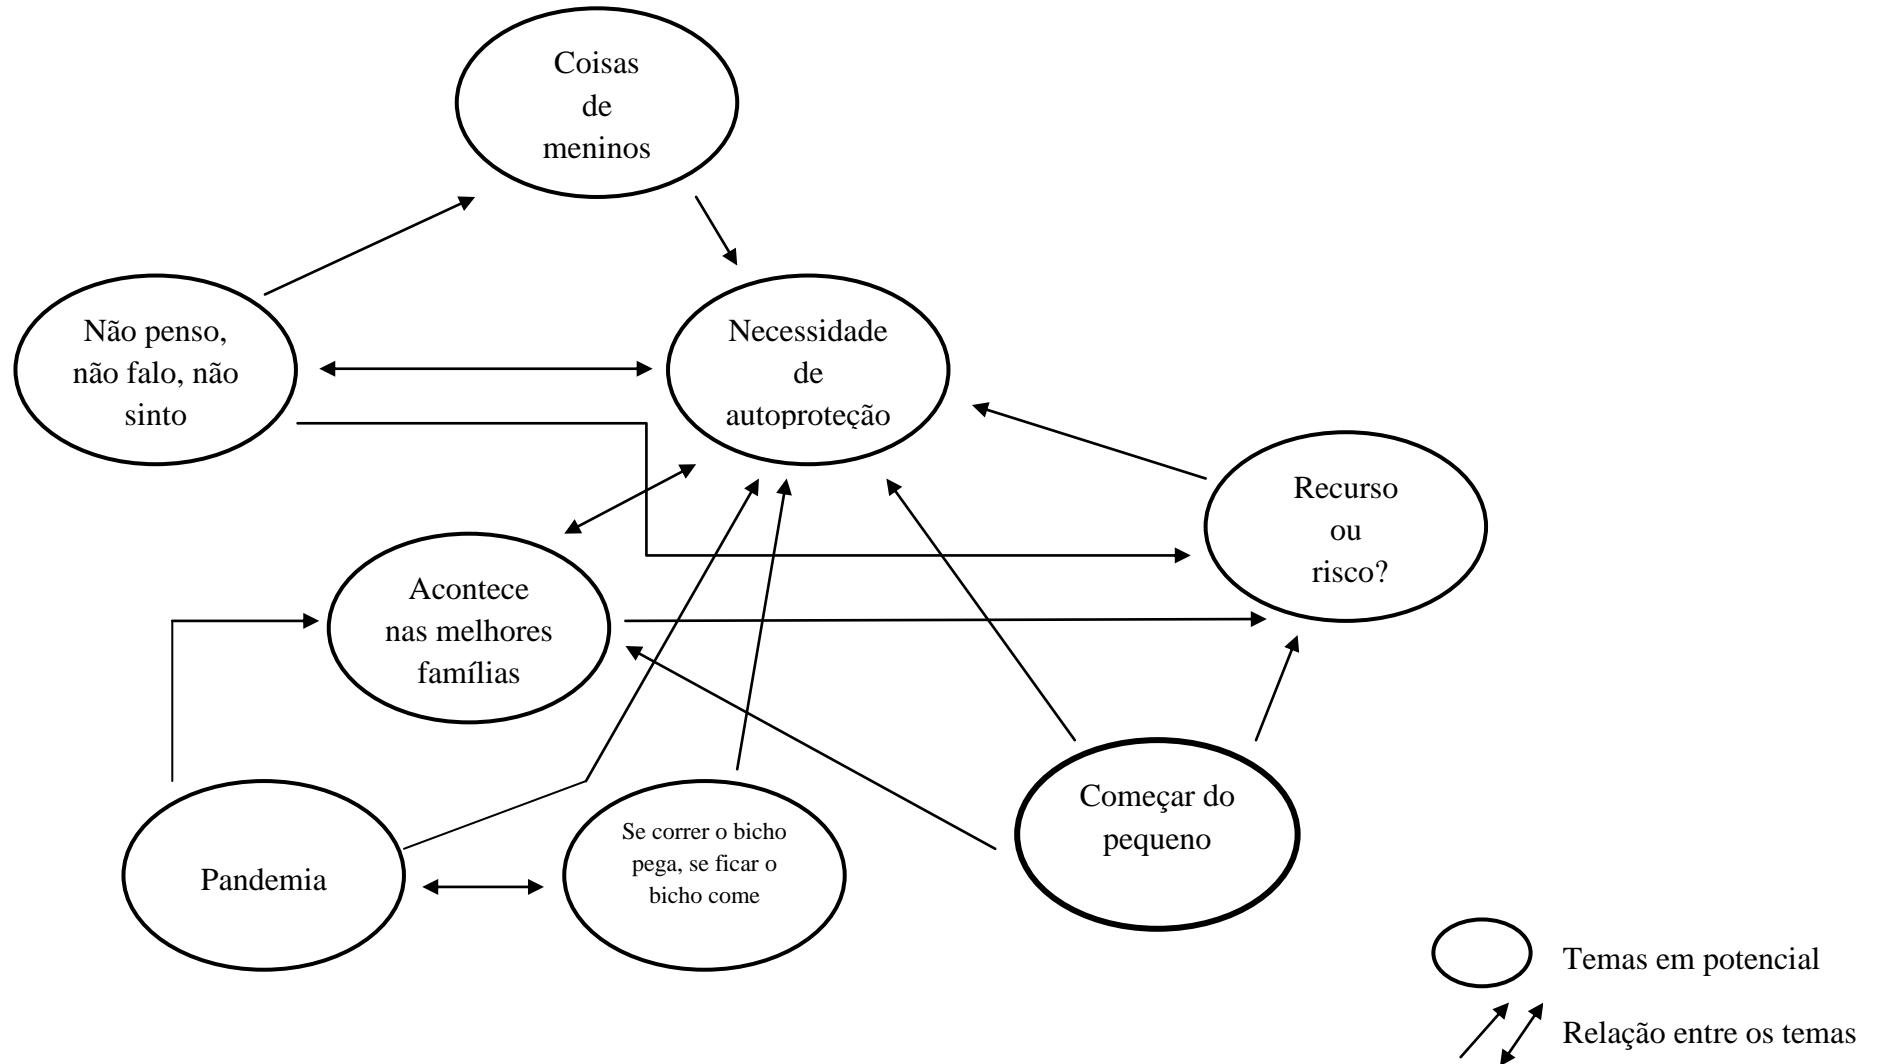 Coisas
de
meninos
Não penso,
não falo, não
sinto
Necessidade
de
autoproteção
Recurso
ou
risco?
Acontece
nas melhores
famílias
Começar do
pequeno
Pandemia
Se correr o bicho
pega, se ficar o
bicho come
Temas em potencial
Relação entre os temas